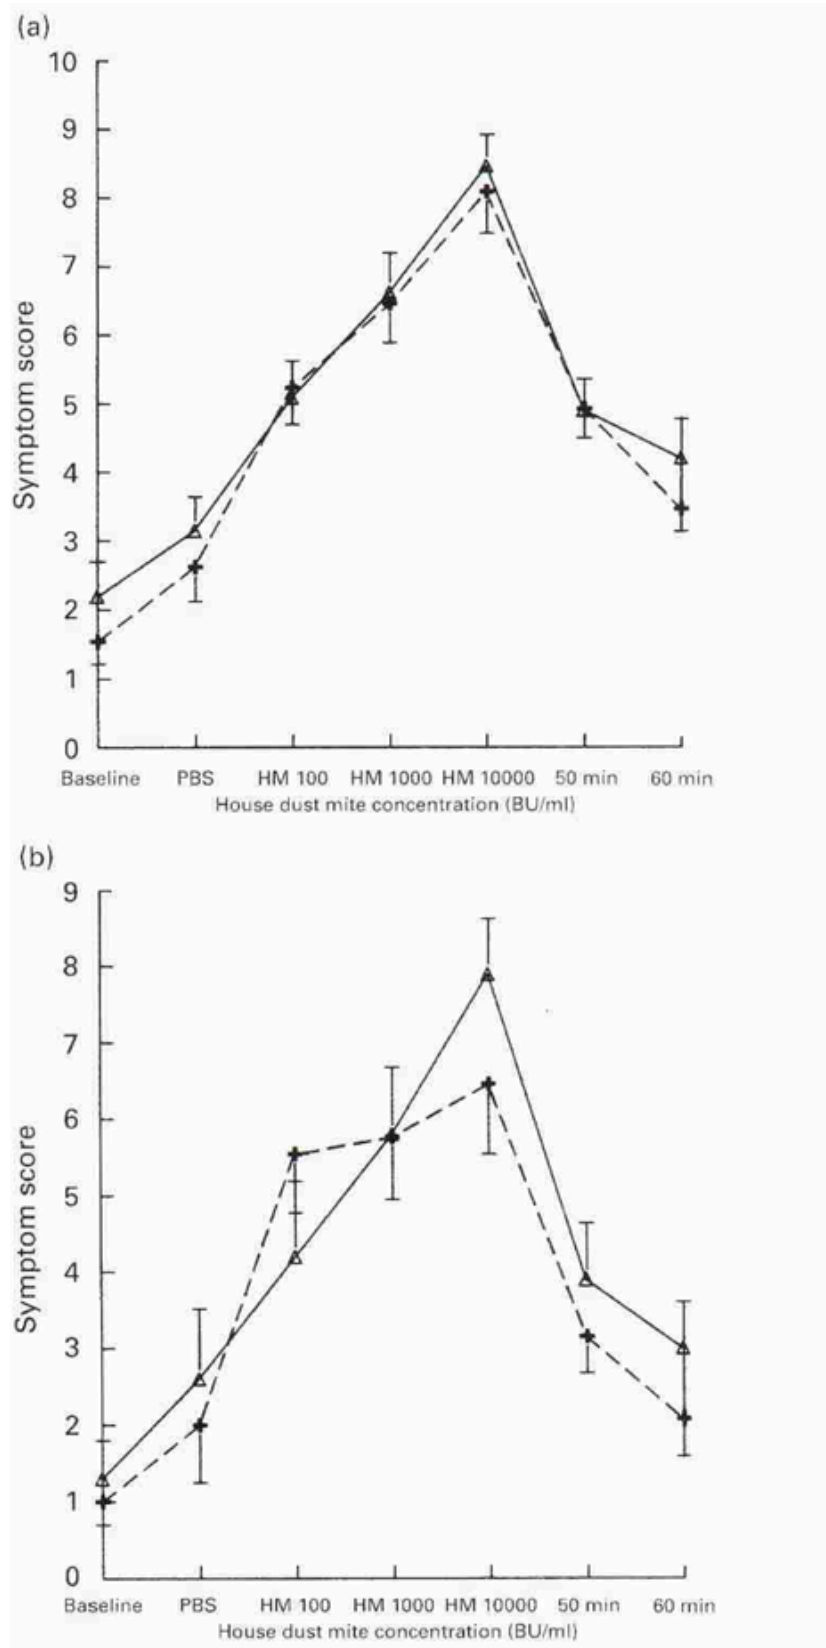 (a)
10
9
8
7
6
5
4
3
2
1
0
Symptom score
Baseline PBS HM 100 HM 1000 HM 10000 50 min 60 min
House dust mite concentration (BU/ml)
(b)
9
8
7
6
5
4
3
2
1
0
Symptom score
Baseline PBS HM 100 HM 1000 HM 10000 50 min 60 min
House dust mite concentration (BU/ml)